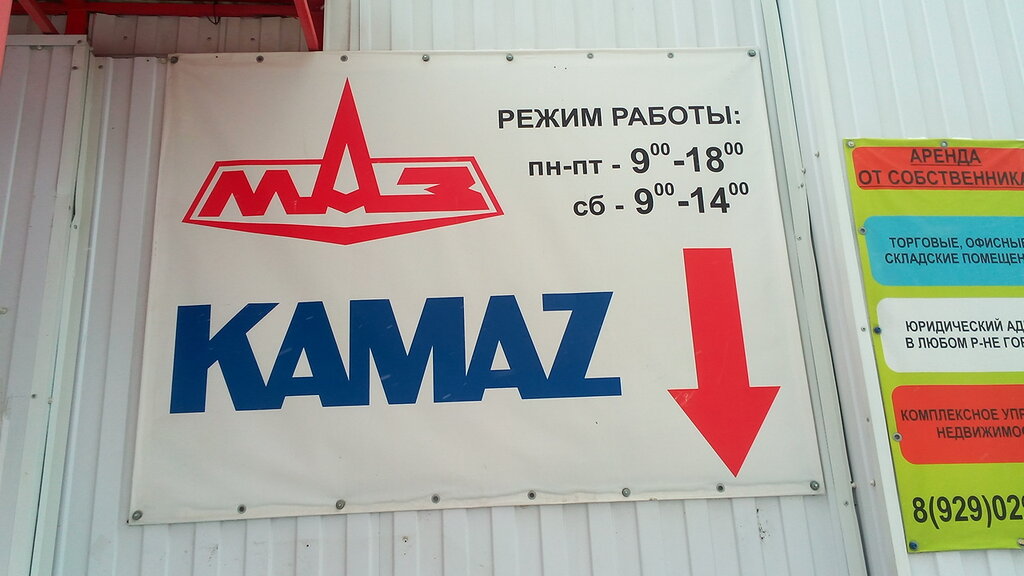 МАЗ
РЕЖИМ РАБОТЫ:
пн-пт - 9⁰⁰-18⁰⁰
сб - 9⁰⁰-14⁰⁰
KAMAZ
АРЕНДА
ОТ СОБСТВЕННИКА
ТОРГОВЫЕ, ОФИСНЫ
СКЛАДСКИЕ ПОМЕЩЕН
ЮРИДИЧЕСКИЙ АД
В ЛЮБОМ Р-НЕ ГО
КОМПЛЕКСНОЕ УПР
НЕДВИЖИМО
8(929)02